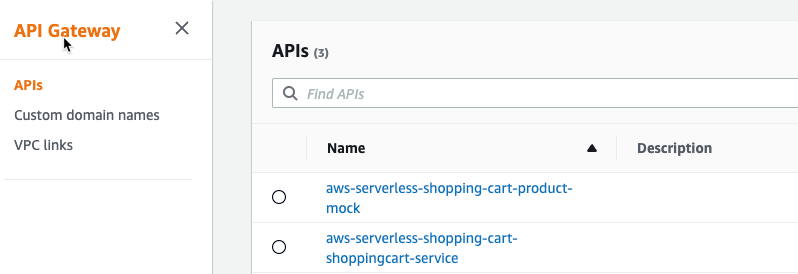 API Gateway
APIs
Custom domain names
VPC links
APIs (3)
Find APIs
Name
Description
aws-serverless-shopping-cart-product-
mock
aws-serverless-shopping-cart-
shoppingcart-service